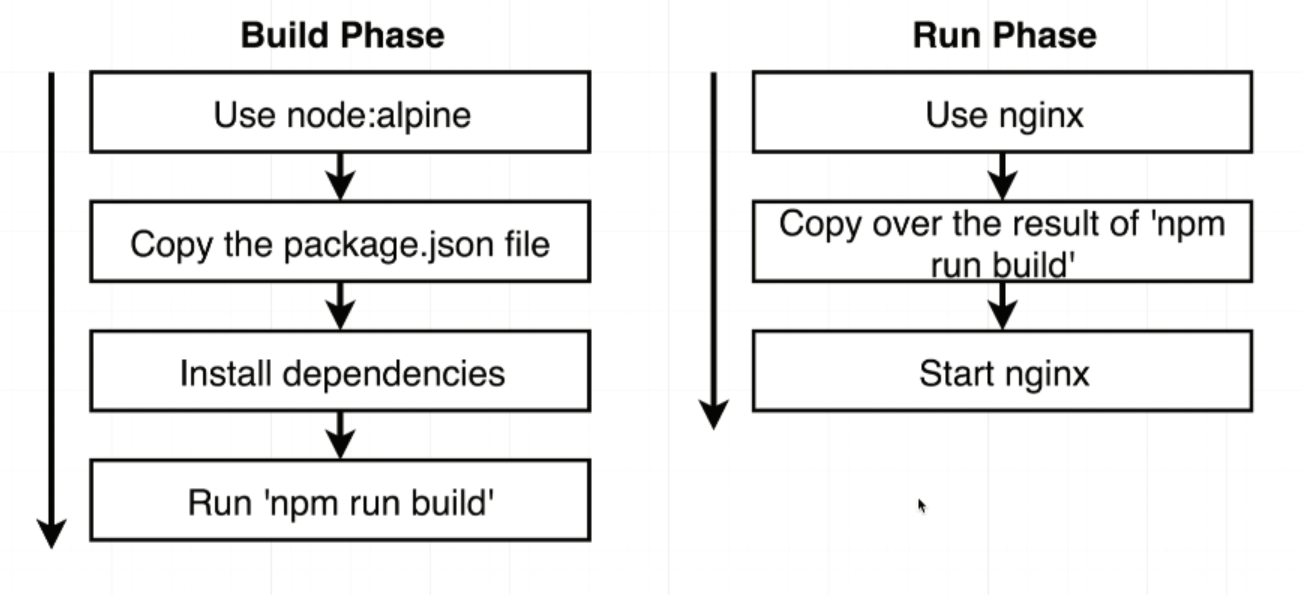 Build Phase
Use node:alpine
Copy the package.json file
Install dependencies
Run 'npm run build'
Run Phase
Use nginx
Copy over the result of 'npm
run build'
Start nginx